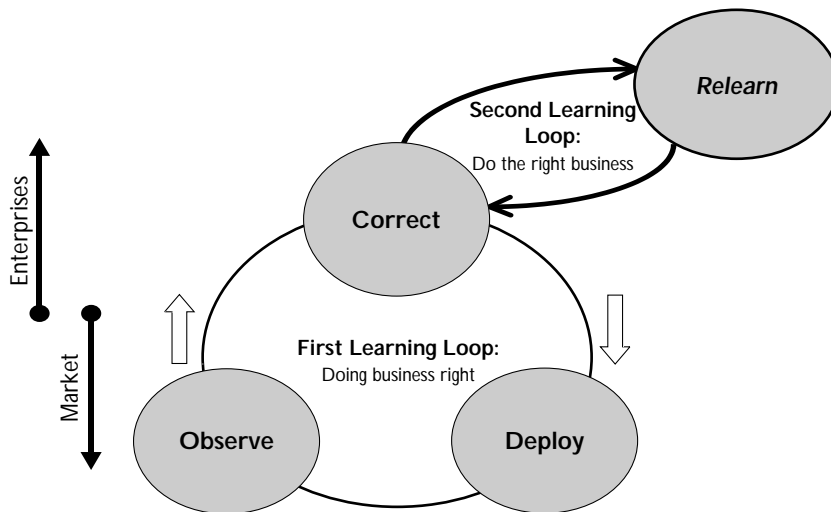 Relearn
Second Learning
Loop:
Do the right business
Correct
Enterprises
Market
First Learning Loop:
Doing business right
Observe
Deploy